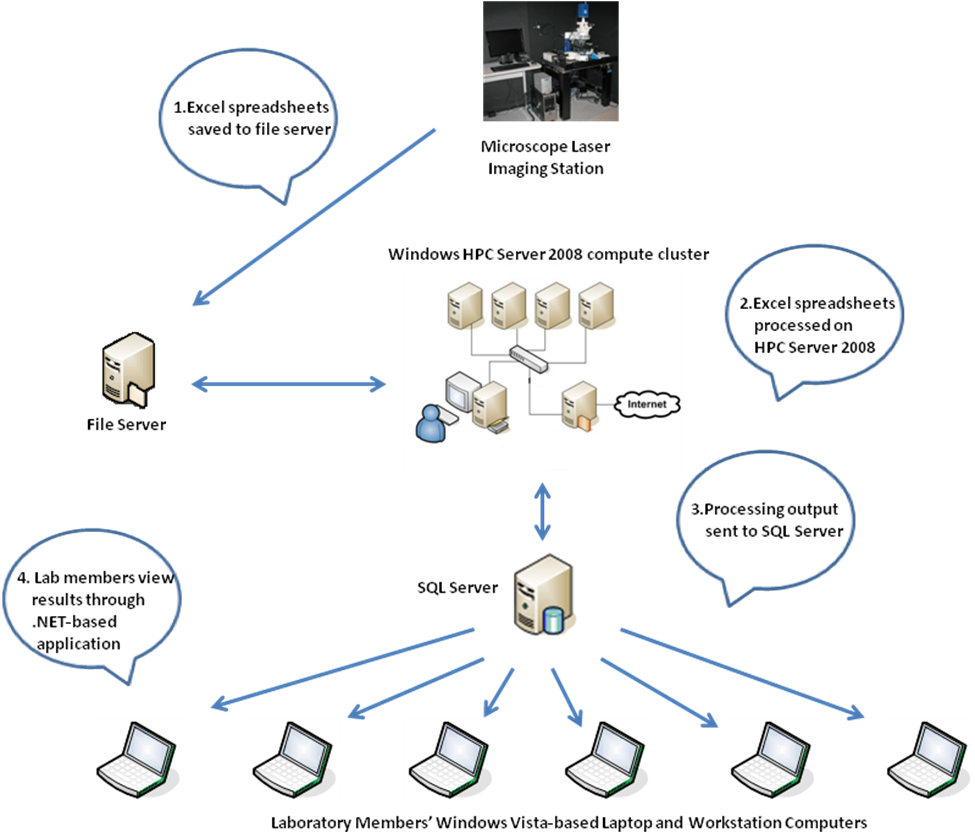 1.Excel spreadsheets
saved to file server
Microscope Laser
Imaging Station
Windows HPC Server 2008 compute cluster
2.Excel spreadsheets
processed on
HPC Server 2008
Internet
File Server
3.Processing output
sent to SQL Server
SQL Server
4. Lab members view
results through
.NET-based
application
Laboratory Members' Windows Vista-based Laptop and Workstation Computers